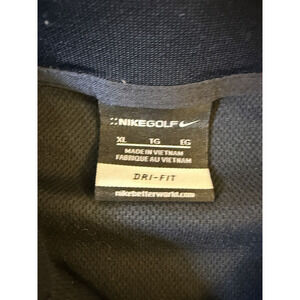 NIKEGOLF
XL TG EG
MADE IN VIETNAM
FABRIQUE AU VIETNAM
DRI-FIT
nikebetterworld.com